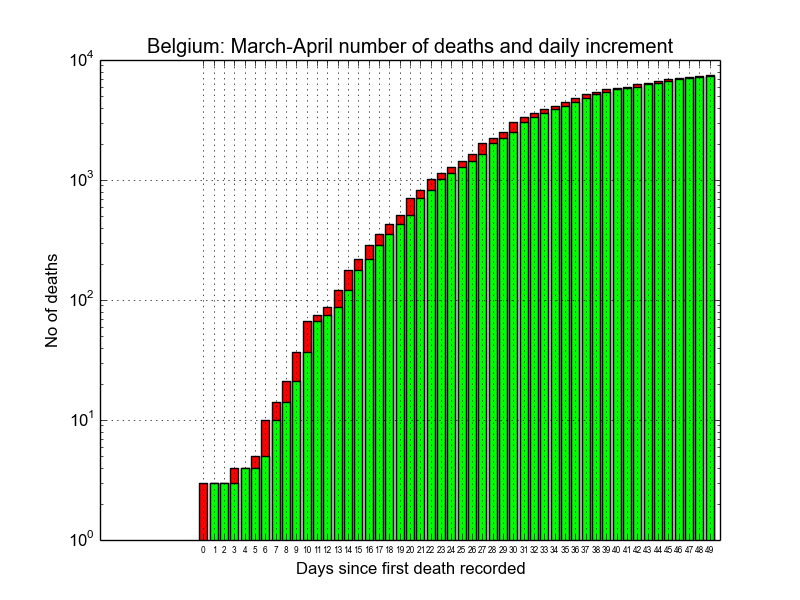 Belgium: March-April number of deaths and daily increment
10^4
10^3
10^2
10^1
10^0
No of deaths
0 1 2 3 4 5 6 7 8 9 10 11 12 13 14 15 16 17 18 19 20 21 22 23 24 25 26 27 28 29 30 31 32 33 34 35 36 37 38 39 40 41 42 43 44 45 46 47 48 49
Days since first death recorded